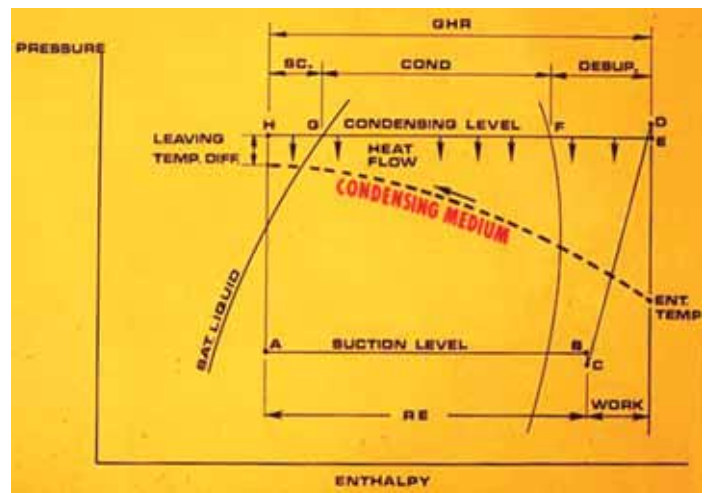 GHR
PRESSURE
SC.
COND
DESUP.
H
G
CONDENSING LEVEL
F
D
E
LEAVING
TEMP. DIFF.
HEAT
FLOW
CONDENSING MEDIUM
ENT.
TEMP
SAT LIQUID
A
SUCTION LEVEL
B
C
RE
WORK
ENTHALPY